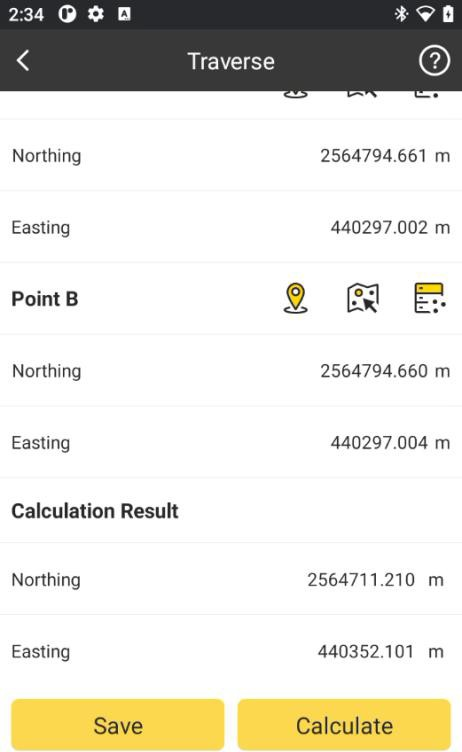 2:34
A
Traverse
?
Northing 2564794.661 m
Easting 440297.002 m
Point B
Northing 2564794.660 m
Easting 440297.004 m
Calculation Result
Northing 2564711.210 m
Easting 440352.101 m
Save Calculate